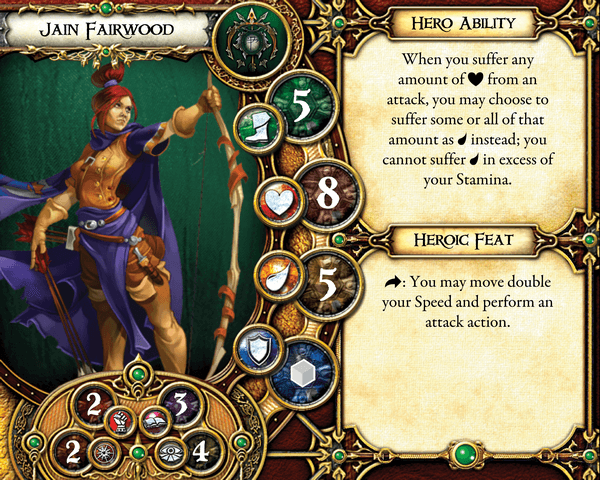 Jain Fairwood
5
8
5
2
3
2
4
Hero Ability
When you suffer any
amount of from an
attack, you may choose to
suffer some or all of that
amount as instead; you
cannot suffer in excess of
your Stamina.
Heroic Feat
: You may move double
your Speed and perform an
attack action.